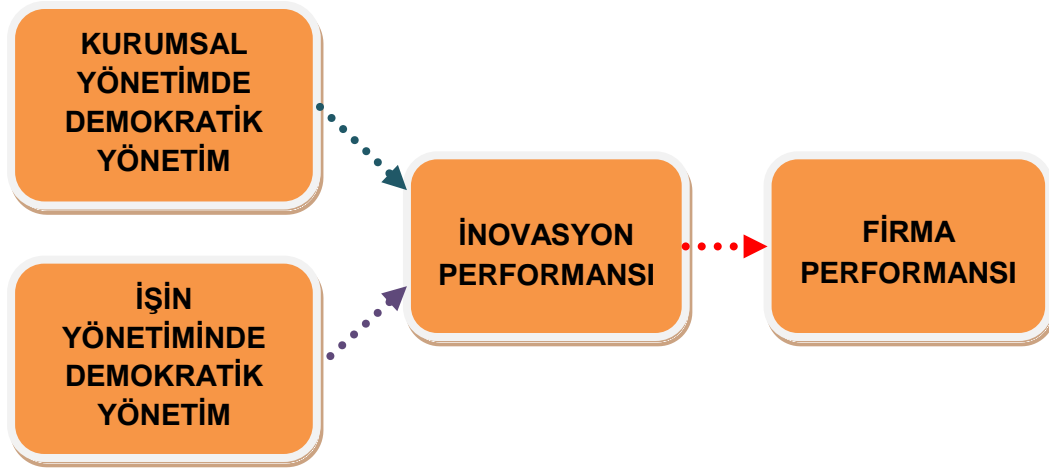 KURUMSAL
YÖNETİMDE
DEMOKRATİK
YÖNETİM
İŞİN
YÖNETİMİNDE
DEMOKRATİK
YÖNETİM
İNOVASYON
PERFORMANSI
FİRMA
PERFORMANSI